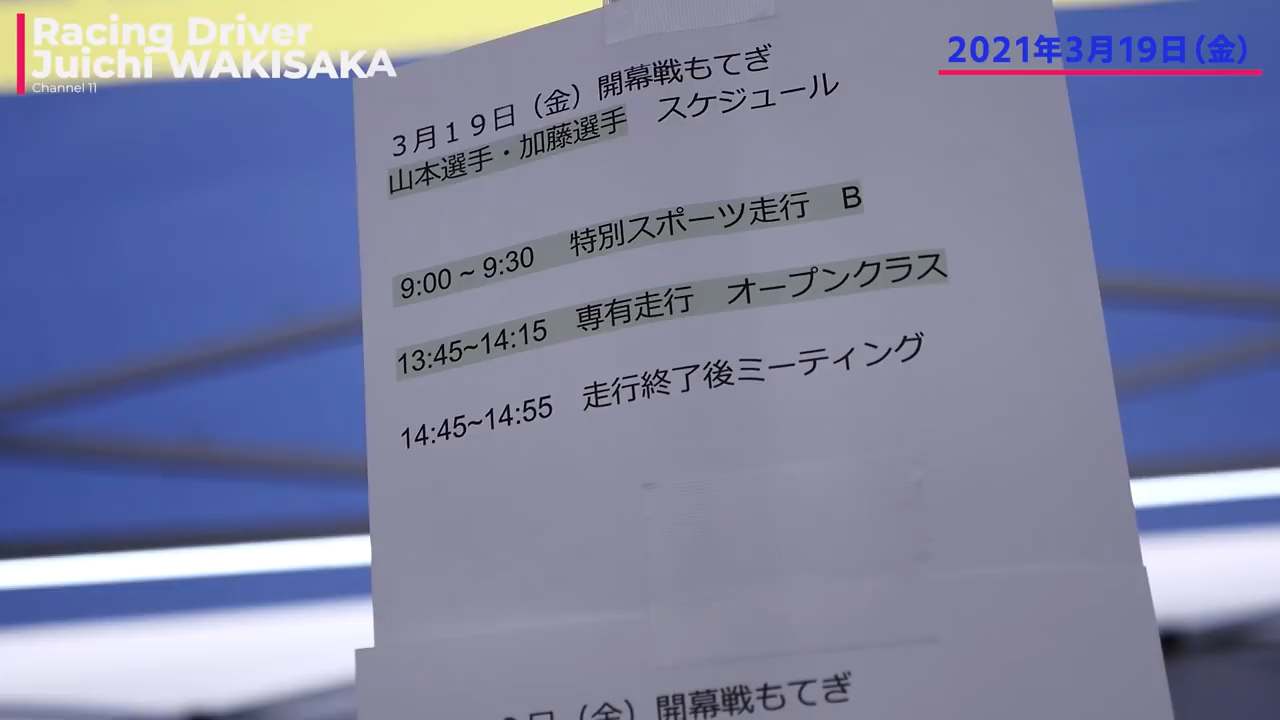 Racing Driver
Juichi WAKISAKA
Channel 11
2021年3月19日(金)
３月１９日（金）開幕戦もてぎ
山本選手・加藤選手　スケジュール
9:00 ~ 9:30　特別スポーツ走行　B
13:45~14:15　専有走行　オープンクラス
14:45~14:55　走行終了後ミーティング
日（金）開幕戦もてぎ